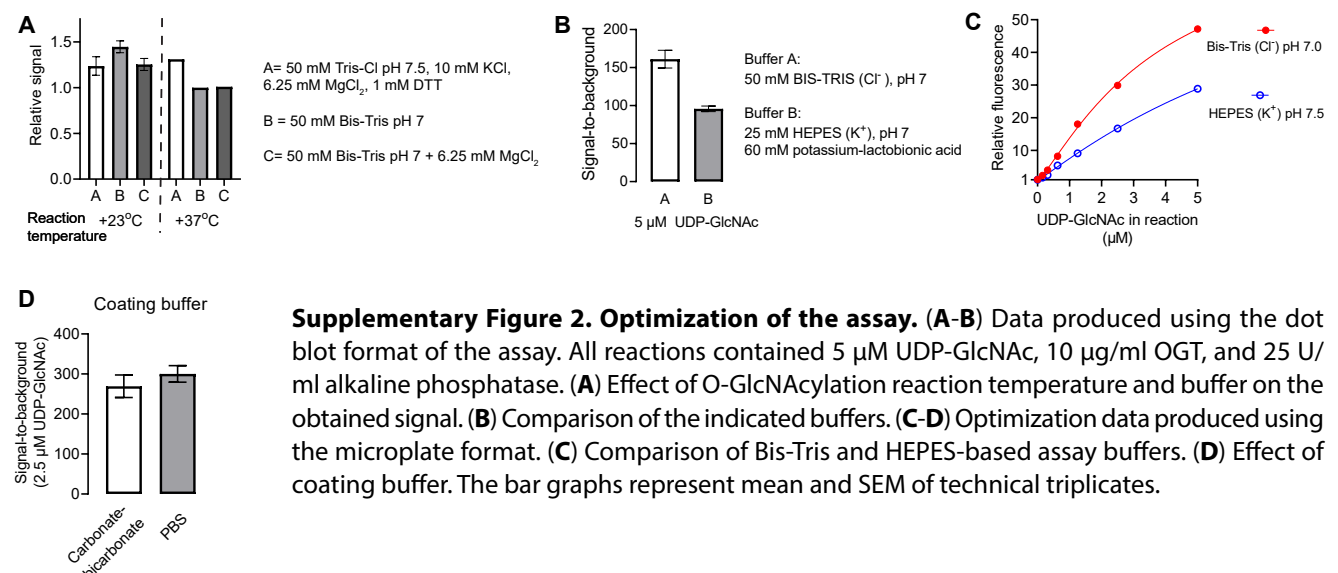 A
Relative signal
1.5
1.0
0.5
0.0
A B C A B C
Reaction temperature
+23°C +37°C
A= 50 mM Tris-Cl pH 7.5, 10 mM KCl,
6.25 mM MgCl₂, 1 mM DTT
B = 50 mM Bis-Tris pH 7
C= 50 mM Bis-Tris pH 7 + 6.25 mM MgCl₂
B
Signal-to-background
200
150
100
50
0
A B
5 µM UDP-GlcNAc
Buffer A:
50 mM BIS-TRIS (Cl⁻), pH 7
Buffer B:
25 mM HEPES (K⁺), pH 7
60 mM potassium-lactobionic acid
C
Relative fluorescence
50
40
30
20
10
1
0 1 2 3 4 5
UDP-GlcNAc in reaction
(µM)
Bis-Tris (Cl⁻) pH 7.0
HEPES (K⁺) pH 7.5
D
Coating buffer
Signal-to-background
(2.5 µM UDP-GlcNAc)
400
300
200
100
0
Carbonate-
bicarbonate
PBS
Supplementary Figure 2. Optimization of the assay. (A-B) Data produced using the dot
blot format of the assay. All reactions contained 5 µM UDP-GlcNAc, 10 µg/ml OGT, and 25 U/
ml alkaline phosphatase. (A) Effect of O-GlcNAcylation reaction temperature and buffer on the
obtained signal. (B) Comparison of the indicated buffers. (C-D) Optimization data produced using
the microplate format. (C) Comparison of Bis-Tris and HEPES-based assay buffers. (D) Effect of
coating buffer. The bar graphs represent mean and SEM of technical triplicates.